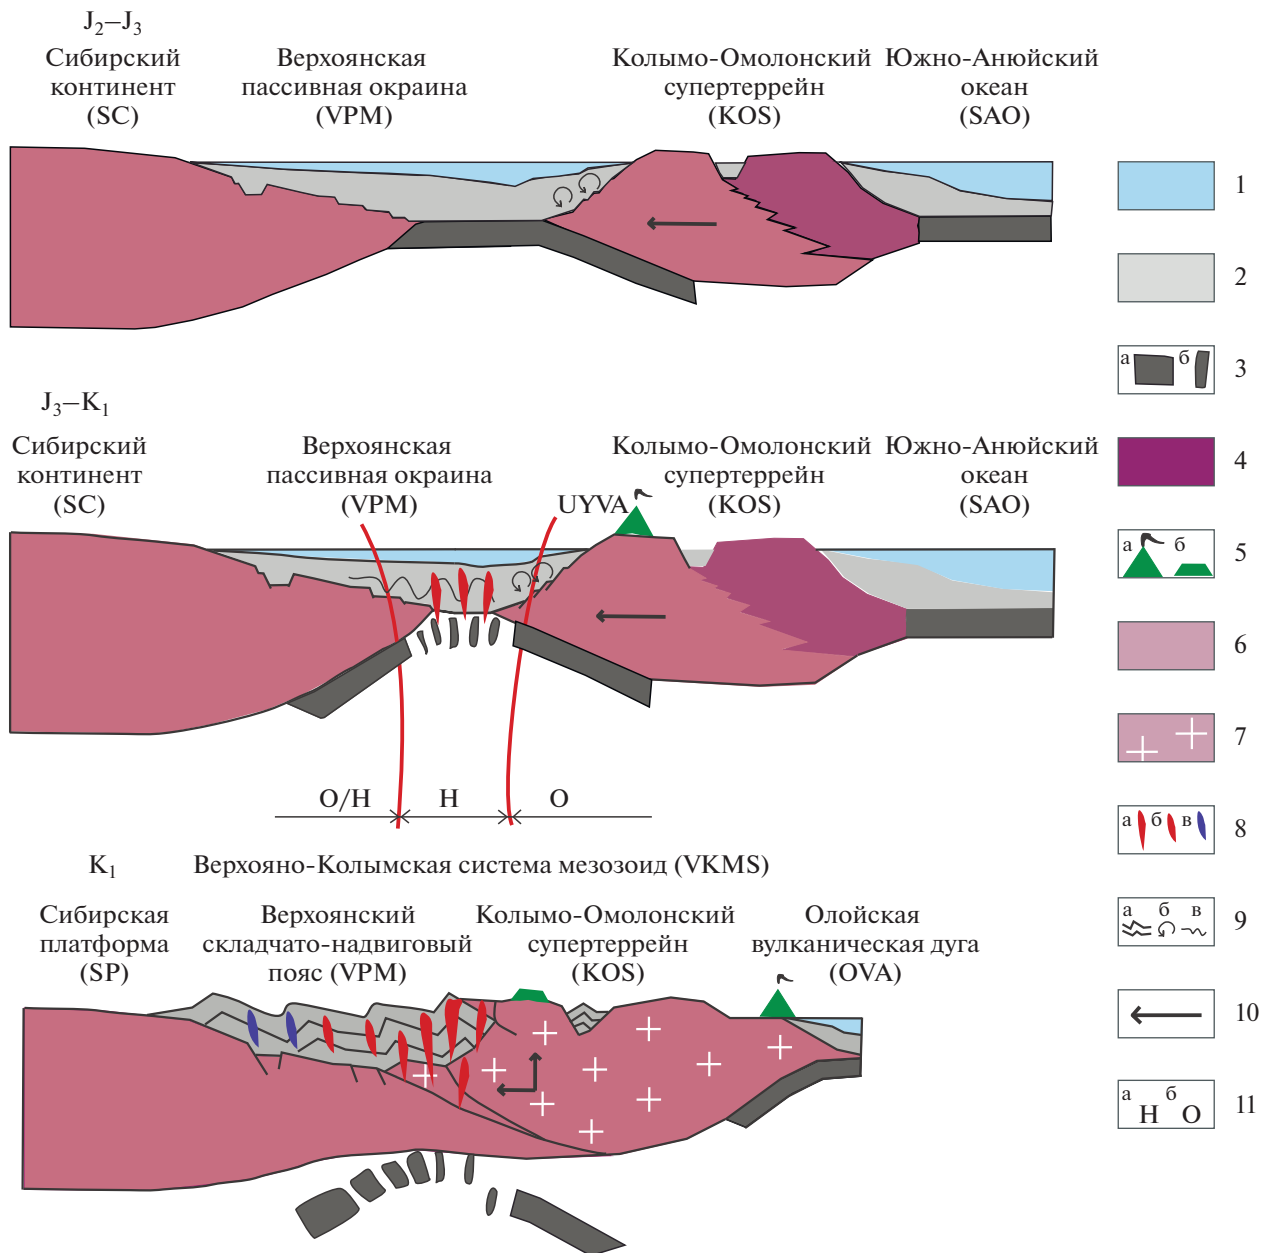 J₂–J₃
Сибирский
континент
(SC)
Верхоянская
пассивная окраина
(VPM)
Колымо-Омолонский
супертеррейн
(KOS)
Южно-Анюйский
океан
(SAO)
J₃–K₁
Сибирский
континент
(SC)
Верхоянская
пассивная окраина
(VPM)
UYVA
Колымо-Омолонский
супертеррейн
(KOS)
Южно-Анюйский
океан
(SAO)
O/H
H
O
K₁
Верхояно-Колымская система мезозоид (VKMS)
Сибирская
платформа
(SP)
Верхоянский
складчато-надвиговый
пояс (VPM)
Колымо-Омолонский
супертеррейн
(KOS)
Олойская
вулканическая дуга
(OVA)
1
2
а б 3
4
а б 5
6
7
а б в 8
а б в 9
10
а H б O 11